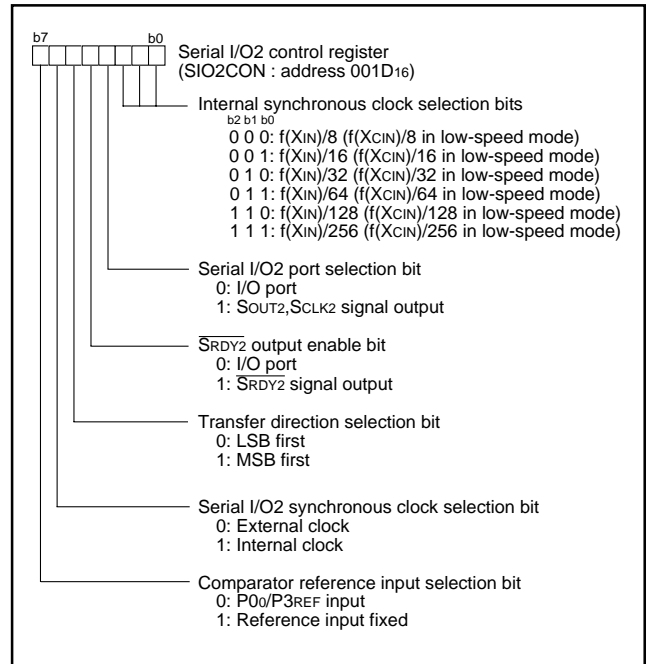 b7 b0
Serial I/O2 control register
(SIO2CON : address 001D16)
Internal synchronous clock selection bits
b2 b1 b0
0 0 0: f(XIN)/8 (f(XCIN)/8 in low-speed mode)
0 0 1: f(XIN)/16 (f(XCIN)/16 in low-speed mode)
0 1 0: f(XIN)/32 (f(XCIN)/32 in low-speed mode)
0 1 1: f(XIN)/64 (f(XCIN)/64 in low-speed mode)
1 1 0: f(XIN)/128 (f(XCIN)/128 in low-speed mode)
1 1 1: f(XIN)/256 (f(XCIN)/256 in low-speed mode)
Serial I/O2 port selection bit
0: I/O port
1: SOUT2,SCLK2 signal output
SRDY2 output enable bit
0: I/O port
1: SRDY2 signal output
Transfer direction selection bit
0: LSB first
1: MSB first
Serial I/O2 synchronous clock selection bit
0: External clock
1: Internal clock
Comparator reference input selection bit
0: P00/P3REF input
1: Reference input fixed